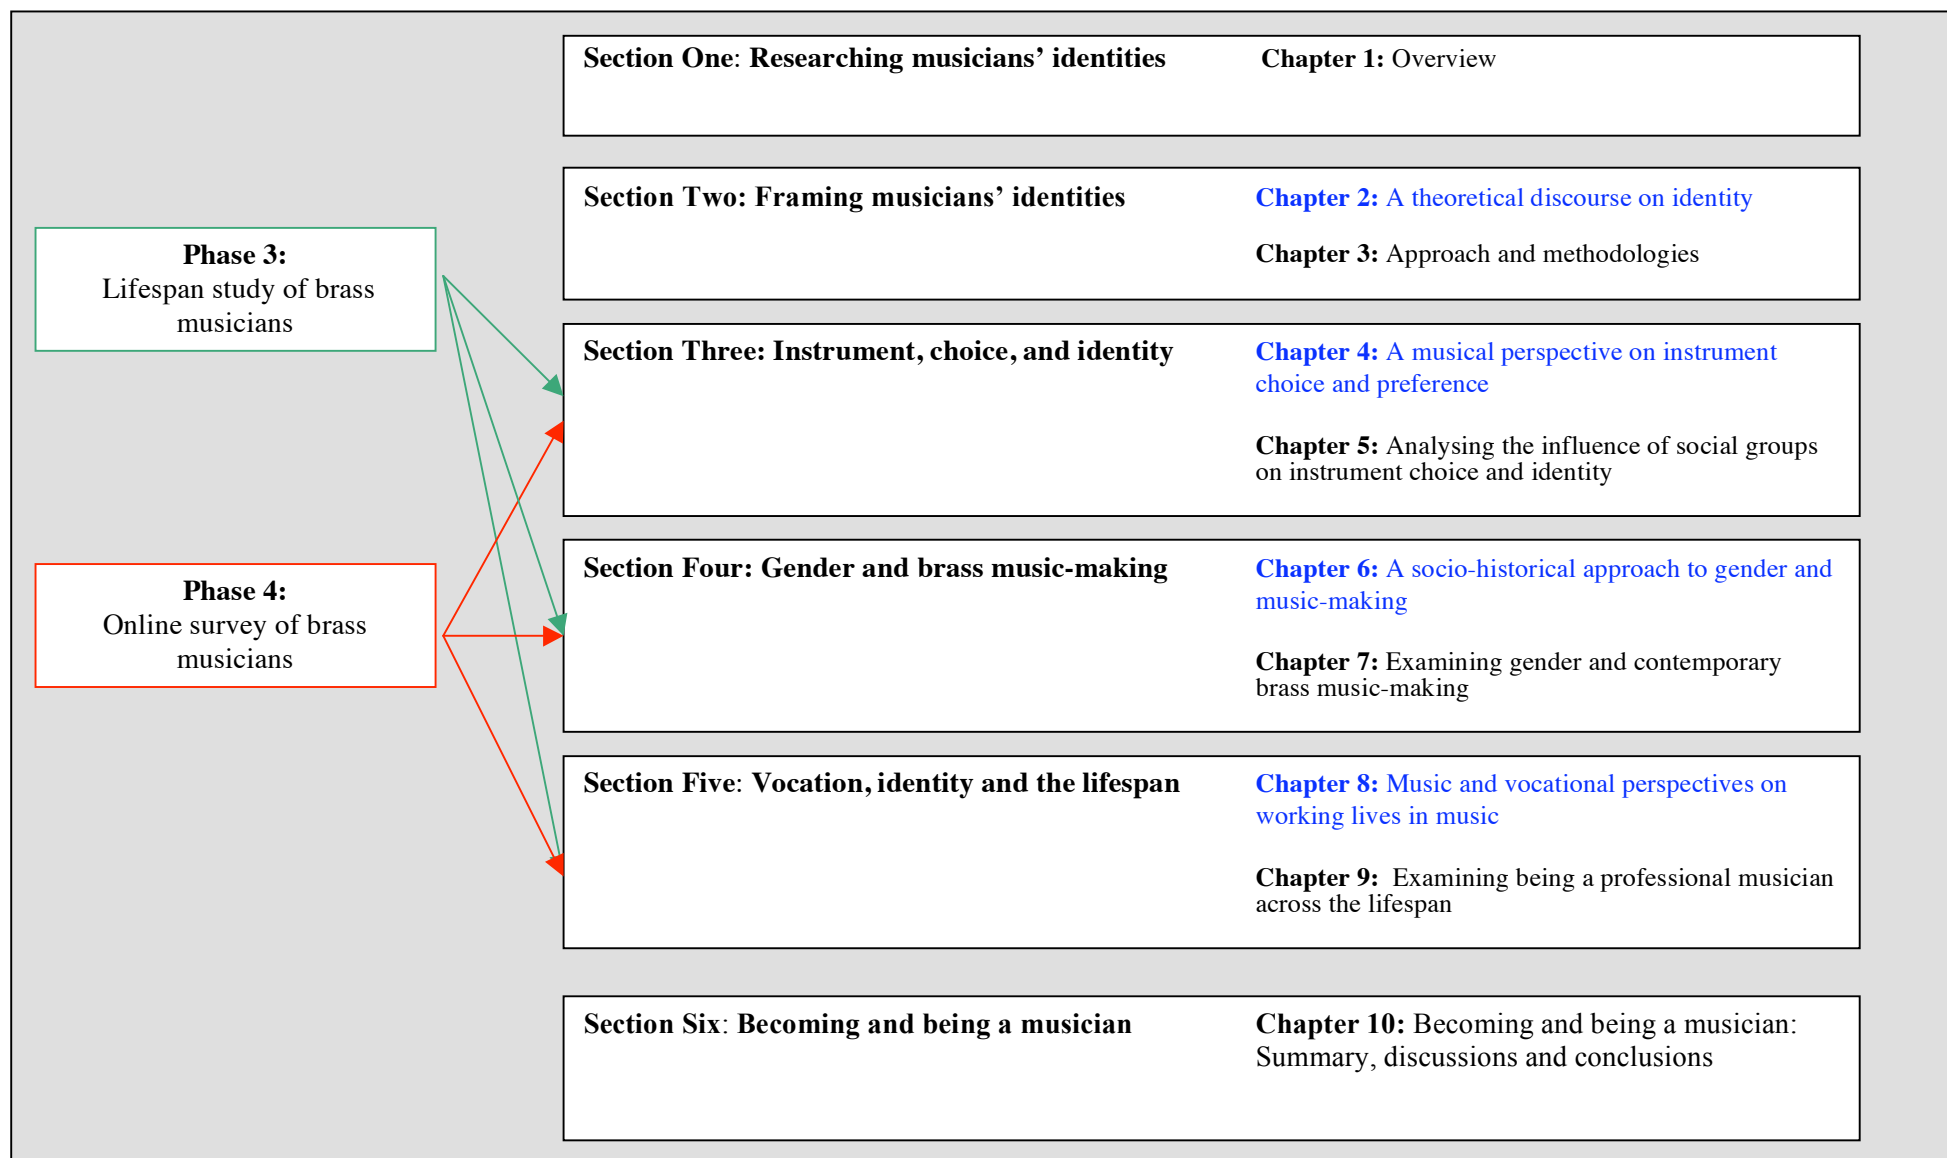 Section One: Researching musicians’ identities
Chapter 1: Overview
Section Two: Framing musicians’ identities
Chapter 2: A theoretical discourse on identity
Chapter 3: Approach and methodologies
Phase 3:
Lifespan study of brass
musicians
Section Three: Instrument, choice, and identity
Chapter 4: A musical perspective on instrument
choice and preference
Chapter 5: Analysing the influence of social groups
on instrument choice and identity
Phase 4:
Online survey of brass
musicians
Section Four: Gender and brass music-making
Chapter 6: A socio-historical approach to gender and
music-making
Chapter 7: Examining gender and contemporary
brass music-making
Section Five: Vocation, identity and the lifespan
Chapter 8: Music and vocational perspectives on
working lives in music
Chapter 9: Examining being a professional musician
across the lifespan
Section Six: Becoming and being a musician
Chapter 10: Becoming and being a musician:
Summary, discussions and conclusions